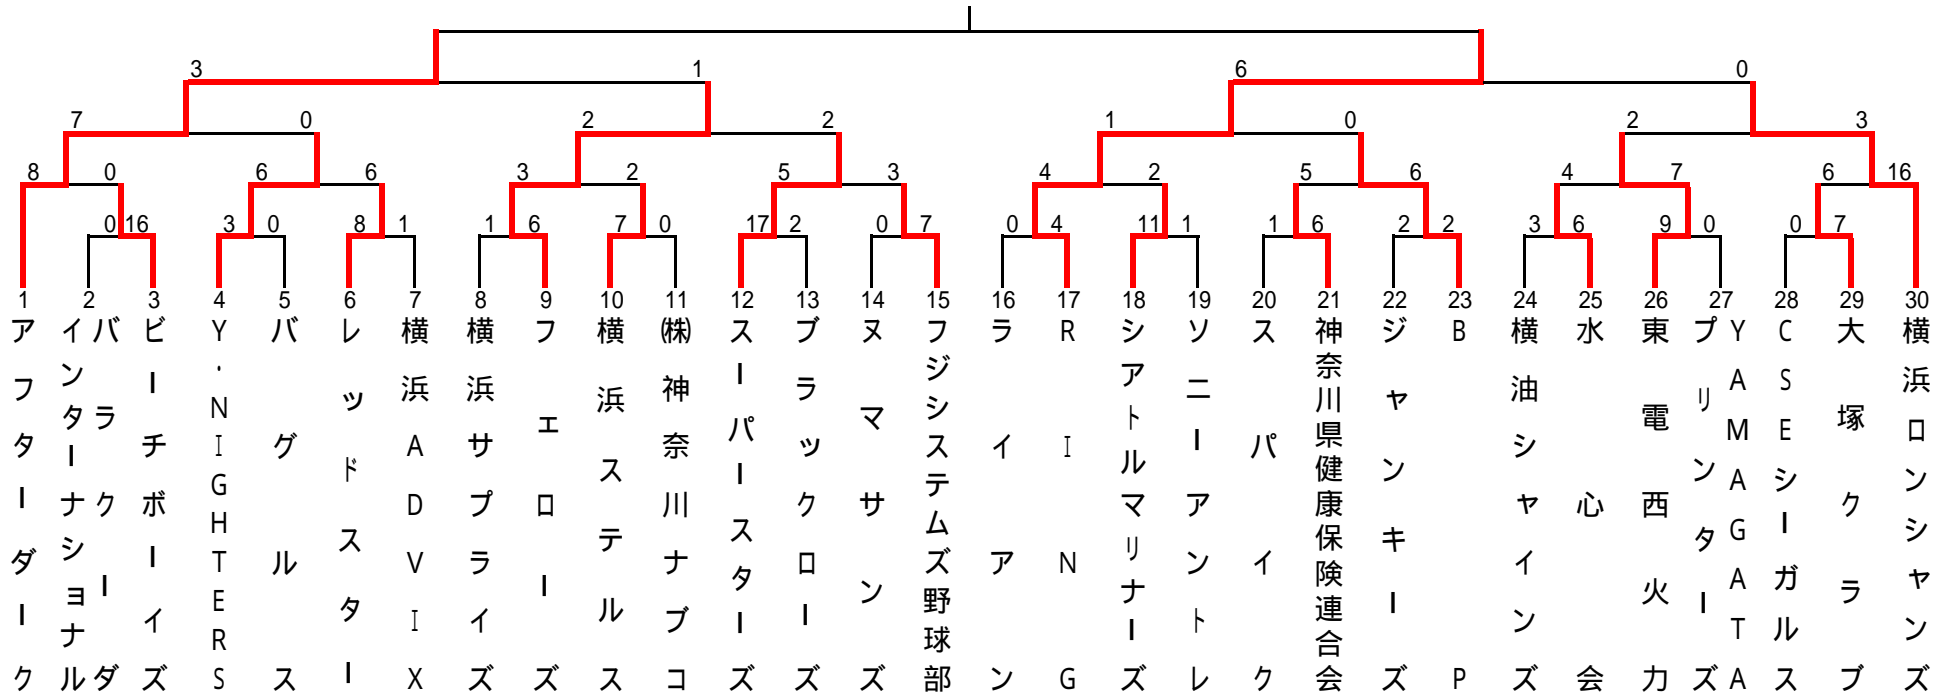 3 1 6 0
7 0 2 2 1 0 2 3
8 0 6 6 3 2 5 3 4 2 5 6 4 7 6 16
0 16 3 0 8 1 1 6 7 0 17 2 0 7 0 4 11 1 1 6 2 2 3 6 9 0 0 7
1 2 3 4 5 6 7 8 9 10 11 12 13 14 15 16 17 18 19 20 21 22 23 24 25 26 27 28 29 30
アフターダーク
インターナショナル
バラクーダ
ビーチボーイズ
Y・NIGHTERS
バグルス
レッドスター
横浜ADVIX
横浜サプライズ
フェローズ
横浜ステルス
㈱神奈川ナブコ
スーパースターズ
ブラックローズ
ヌマサンズ
フジシステムズ野球部
ライアン
RING
シアトルマリナーズ
ソニーアントレ
スパイク
神奈川県健康保険連合会
ジャンキーズ
BP
横油シャインズ
水心会
東電西火力
プリンターズ
YAMAGATA
CSEシーガルス
大塚クラブ
横浜ロンシャンズ